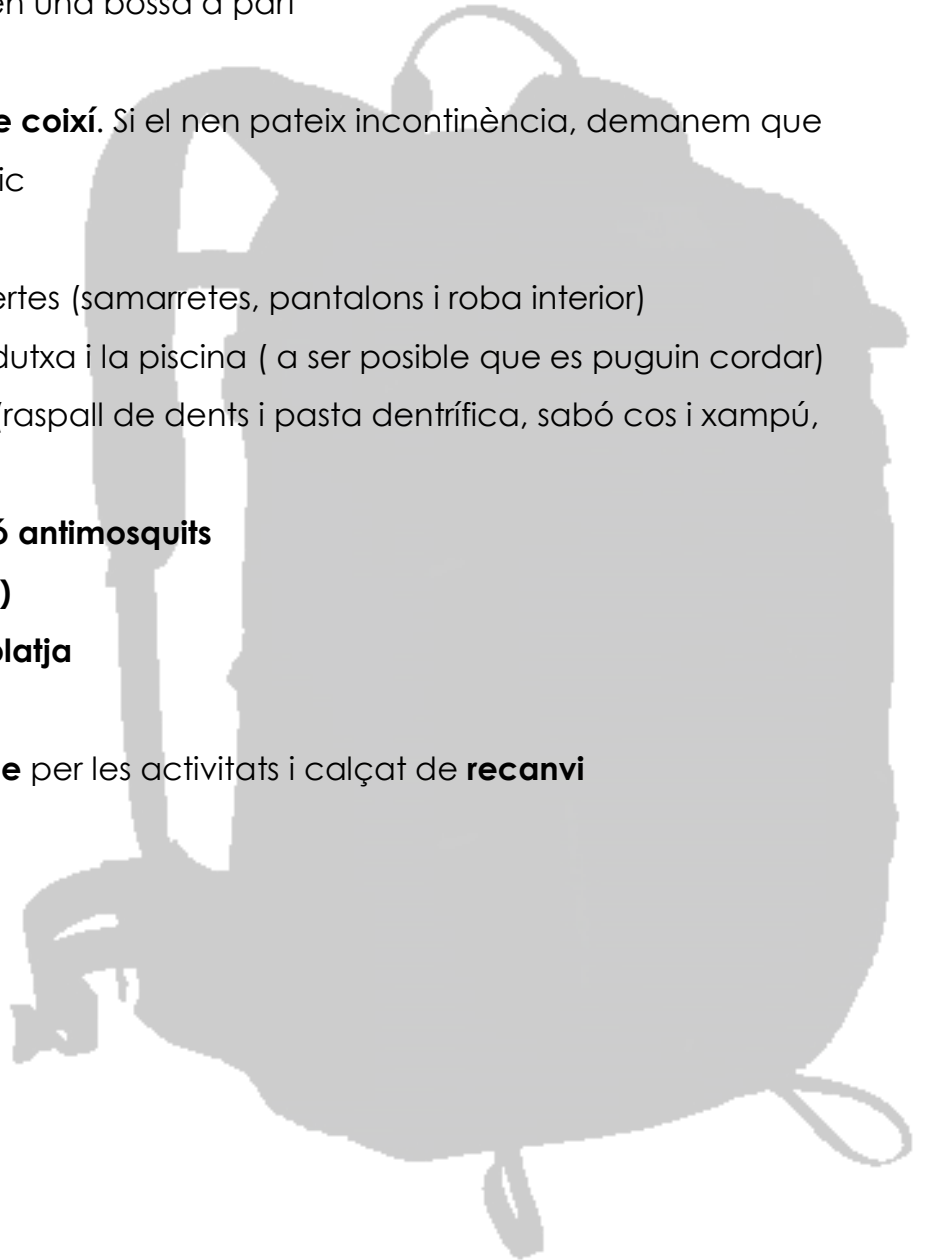 en una bossa a part
e coixí. Si el nen pateix incontinència, demanem que
ic
ertes (samarretes, pantalons i roba interior)
dutxa i la piscina ( a ser posible que es puguin cordar)
(raspall de dents i pasta dentrífica, sabó cos i xampú,
ó antimosquits
)
platja
e per les activitats i calçat de recanvi